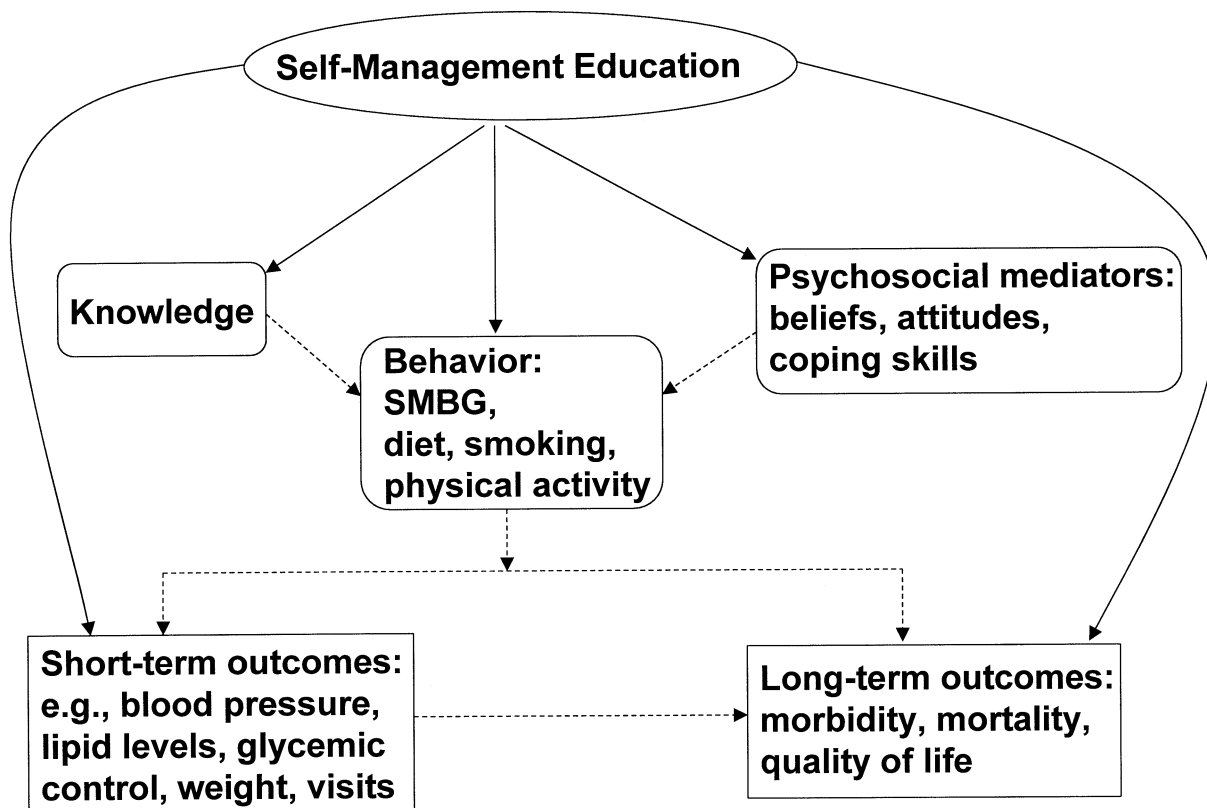 Self-Management Education
Knowledge
Psychosocial mediators:
beliefs, attitudes,
coping skills
Behavior:
SMBG,
diet, smoking,
physical activity
Short-term outcomes:
e.g., blood pressure,
lipid levels, glycemic
control, weight, visits
Long-term outcomes:
morbidity, mortality,
quality of life